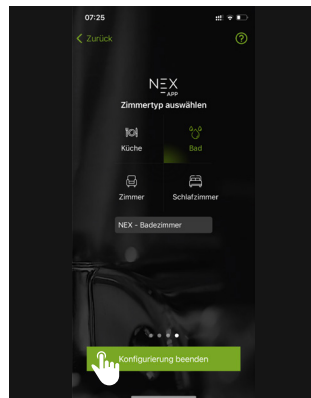 07:25
Zurück
NEX
APP
Zimmertyp auswählen
Küche
Bad
Zimmer
Schlafzimmer
NEX - Badezimmer
Konfigurierung beenden